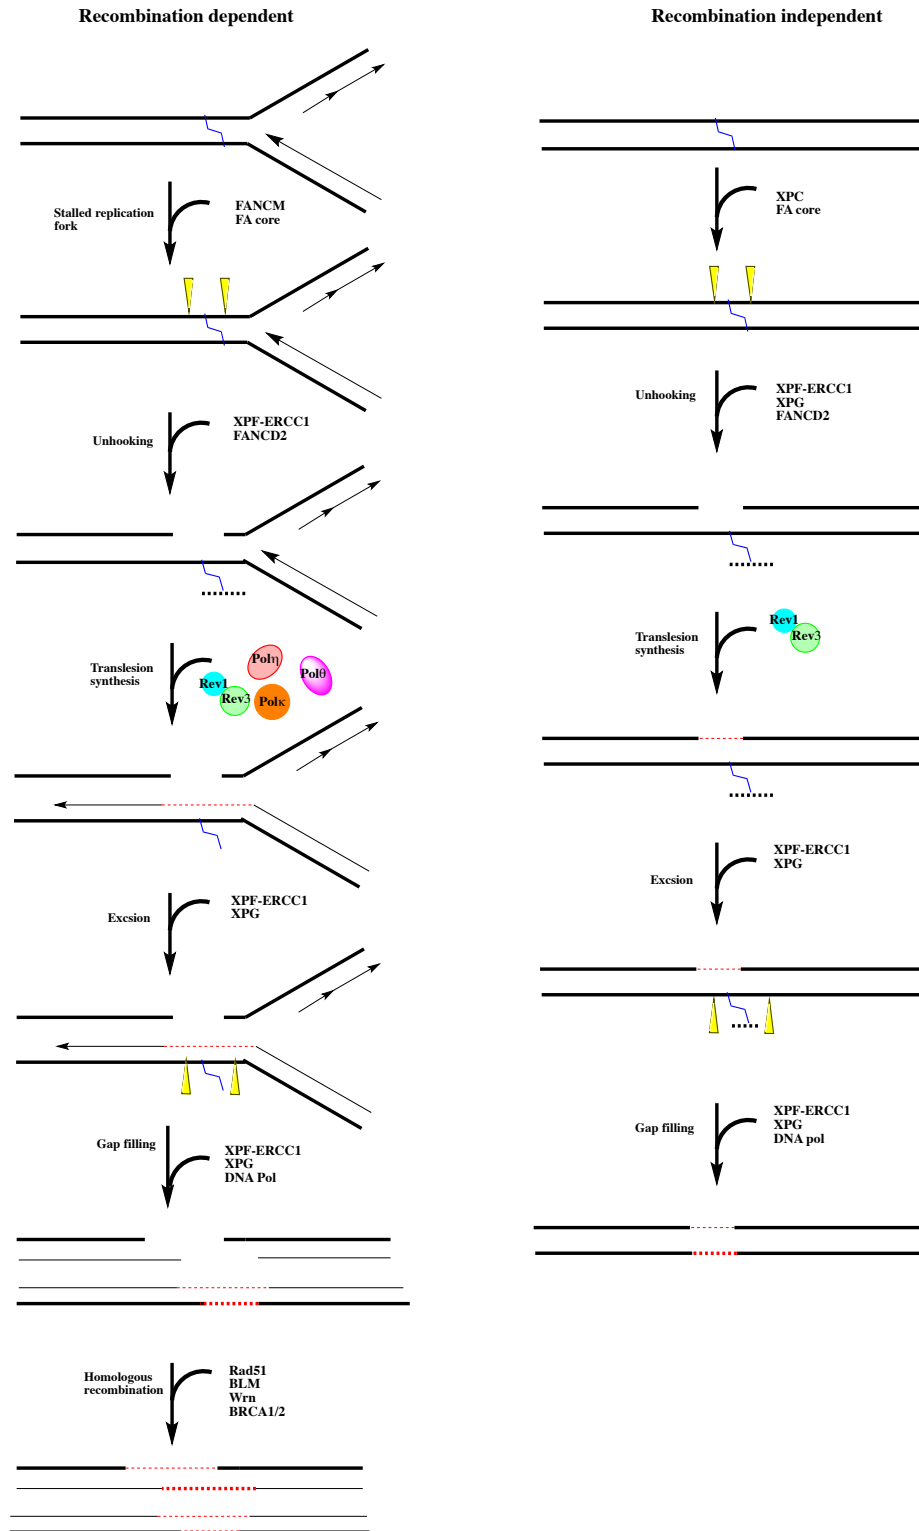 Recombination dependent
Stalled replication
fork
FANCM
FA core
Unhooking
XPF-ERCC1
FANCD2
Translesion
synthesis
Rev1
Rev3
Polη
Polκ
Polθ
Excsion
XPF-ERCC1
XPG
Gap filling
XPF-ERCC1
XPG
DNA Pol
Homologous
recombination
Rad51
BLM
Wrn
BRCA1/2
Recombination independent
XPC
FA core
Unhooking
XPF-ERCC1
XPG
FANCD2
Translesion
synthesis
Rev1
Rev3
Excsion
XPF-ERCC1
XPG
Gap filling
XPF-ERCC1
XPG
DNA pol